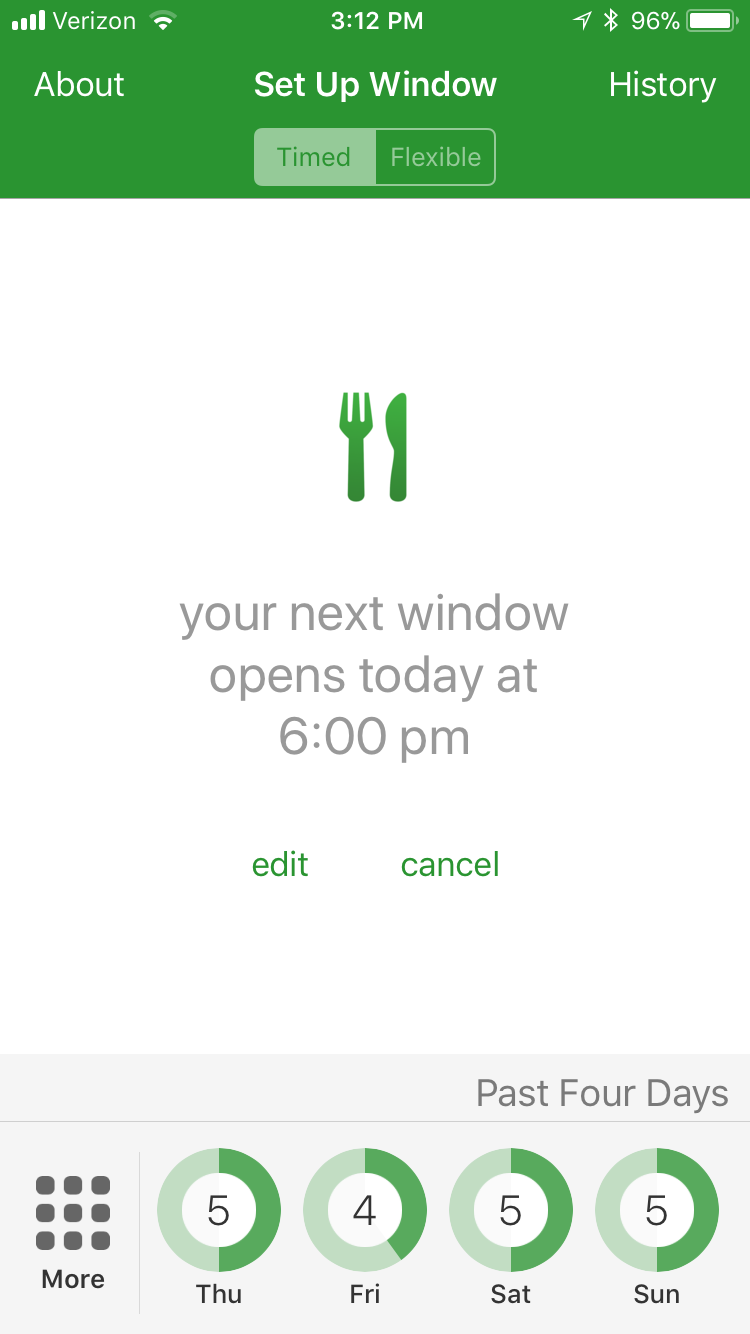 Verizon 3:12 PM 96%
About Set Up Window History
Timed Flexible
your next window
opens today at
6:00 pm
edit cancel
Past Four Days
5 4 5 5
More
Thu Fri Sat Sun